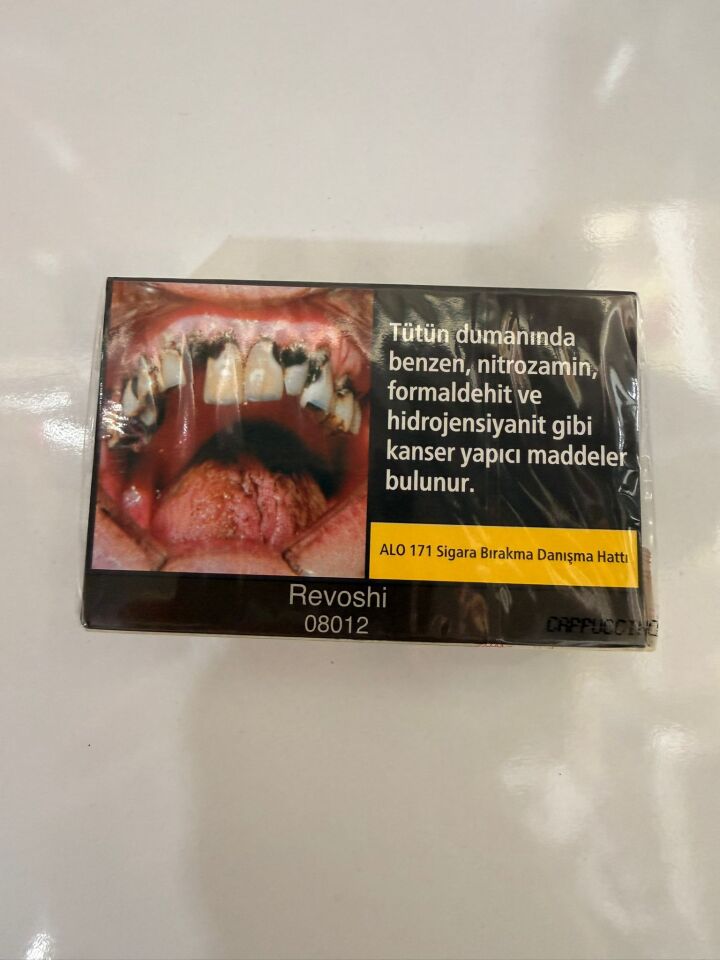 Tütün dumanında
benzen, nitrozamin,
formaldehit ve
hidrojensiyanit gibi
kanser yapıcı maddeler
bulunur.
ALO 171 Sigara Bırakma Danışma Hattı
Revoshi
08012
CAPPUCCINO